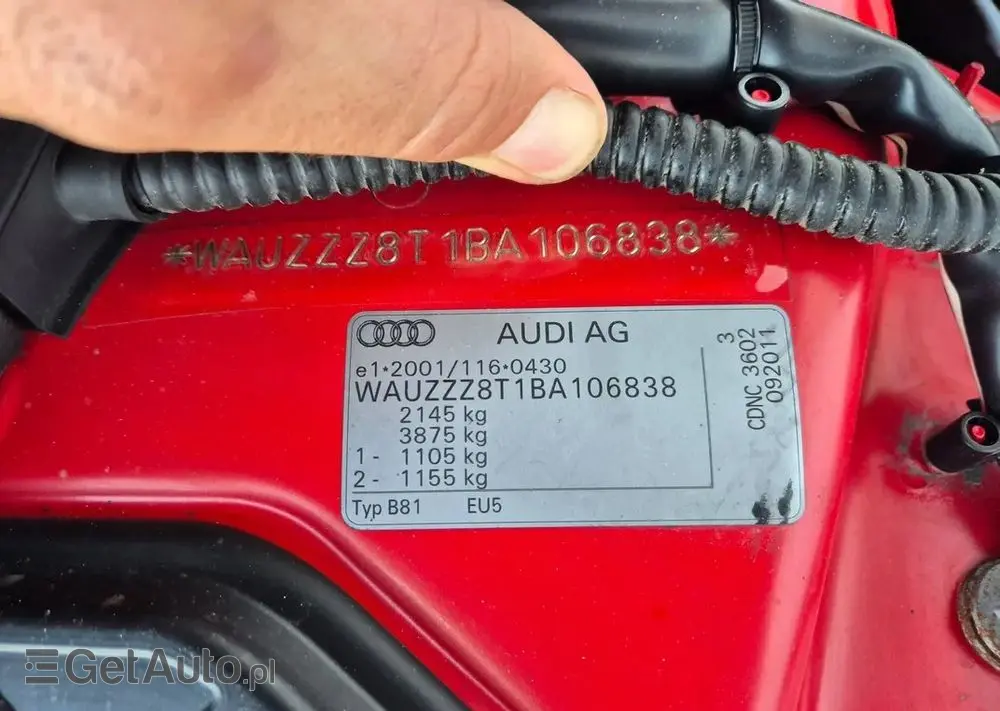 *WAUZZZ8T1BA106838*
AUDI AG
e1*2001/116*0430
WAUZZZ8T1BA106838
2145 kg
3875 kg
1 - 1105 kg
2 - 1155 kg
Typ B81 EU5
3
CDNC 3602
092011
GetAuto.pl